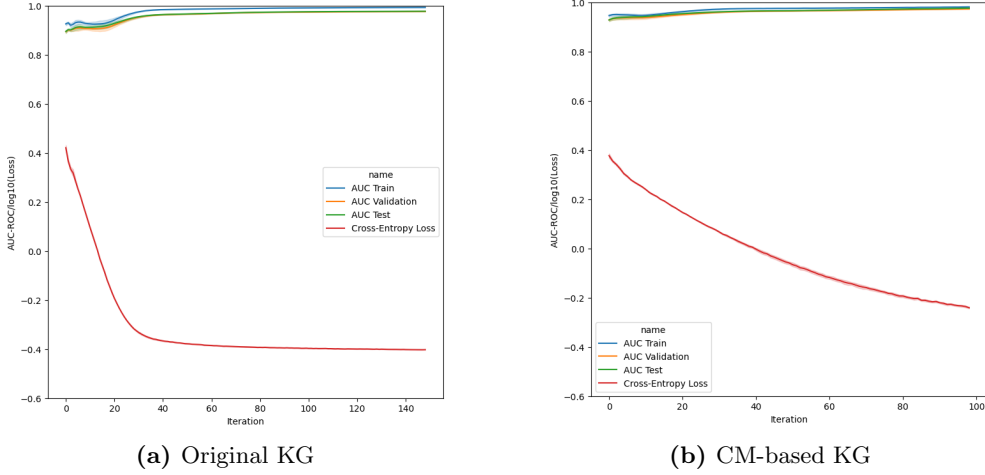 1.0
0.8
0.6
0.4
0.2
0.0
−0.2
−0.4
−0.6
AUC-ROC/log10(Loss)
name
AUC Train
AUC Validation
AUC Test
Cross-Entropy Loss
0 20 40 60 80 100 120 140
Iteration
(a) Original KG
1.0
0.8
0.6
0.4
0.2
0.0
−0.2
−0.4
−0.6
AUC-ROC/log10(Loss)
name
AUC Train
AUC Validation
AUC Test
Cross-Entropy Loss
0 20 40 60 80 100
Iteration
(b) CM-based KG